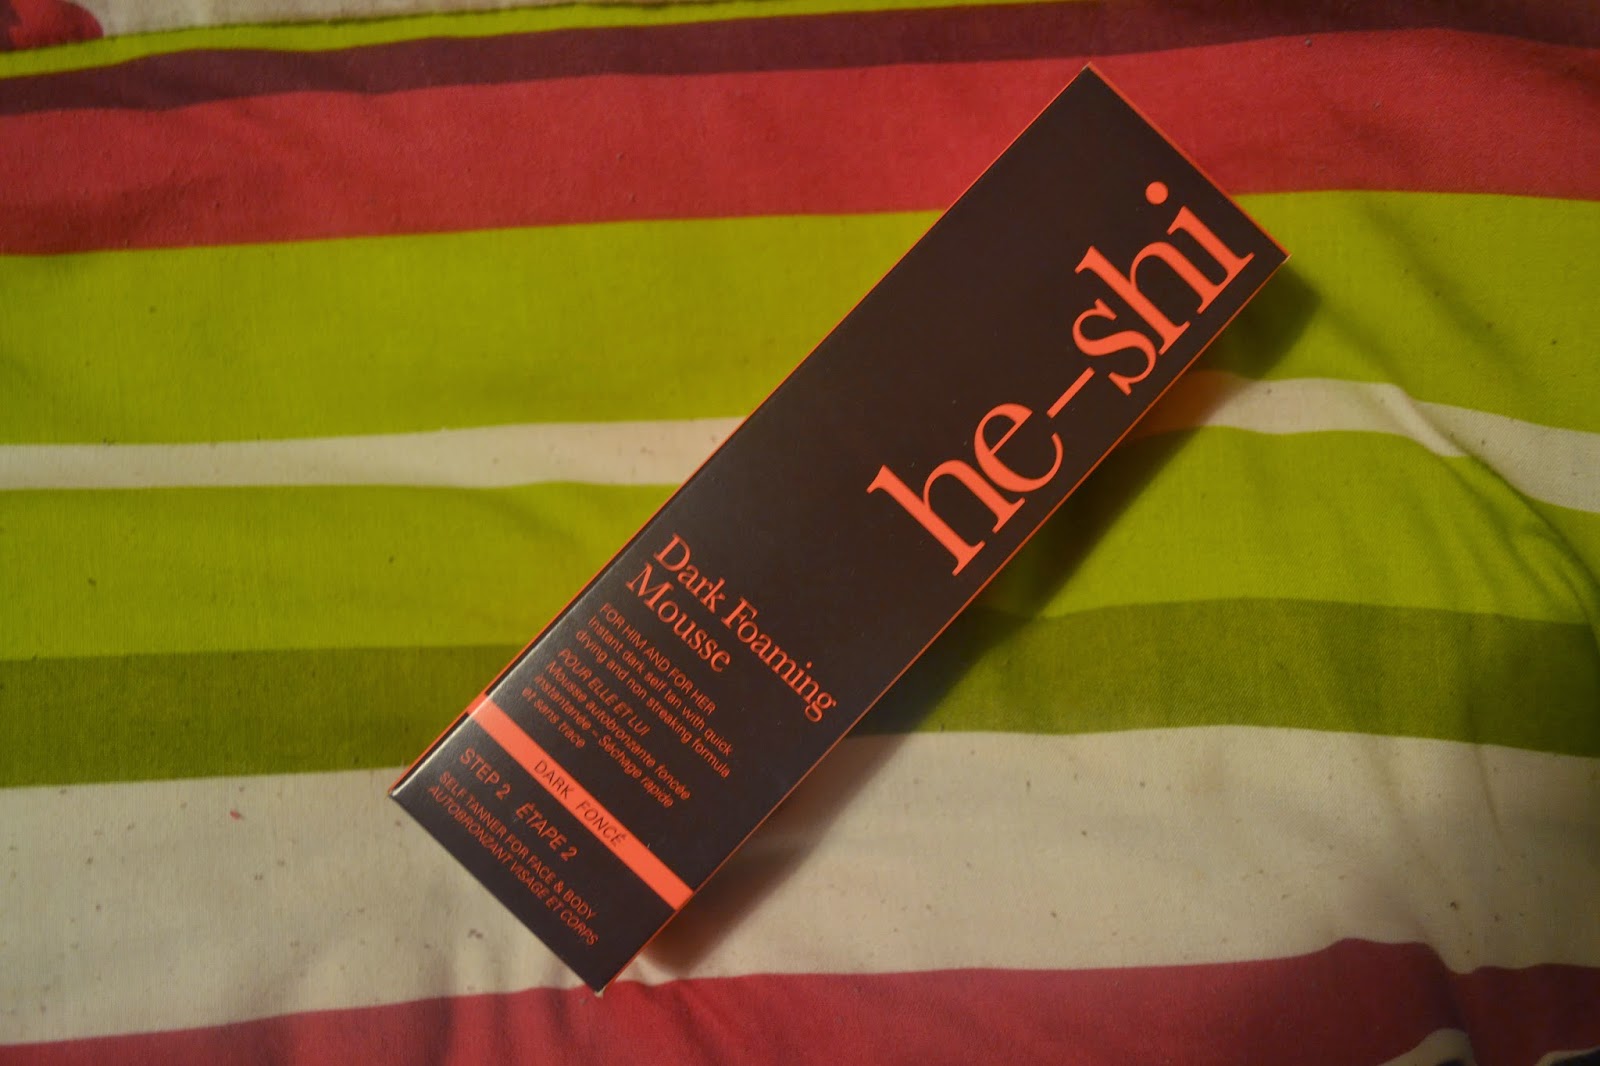 he-shi
Dark Foaming
Mousse
FOR HIM AND FOR HER
Instant dark self tan with quick
drying and non streaking formula
POUR ELLE ET LUI
Mousse autobronzante foncée
instantanée – Séchage rapide
et sans trace
DARK FONCÉ
STEP 2 . ÉTAPE 2
SELF TANNER FOR FACE & BODY
AUTOBRONZANT VISAGE ET CORPS